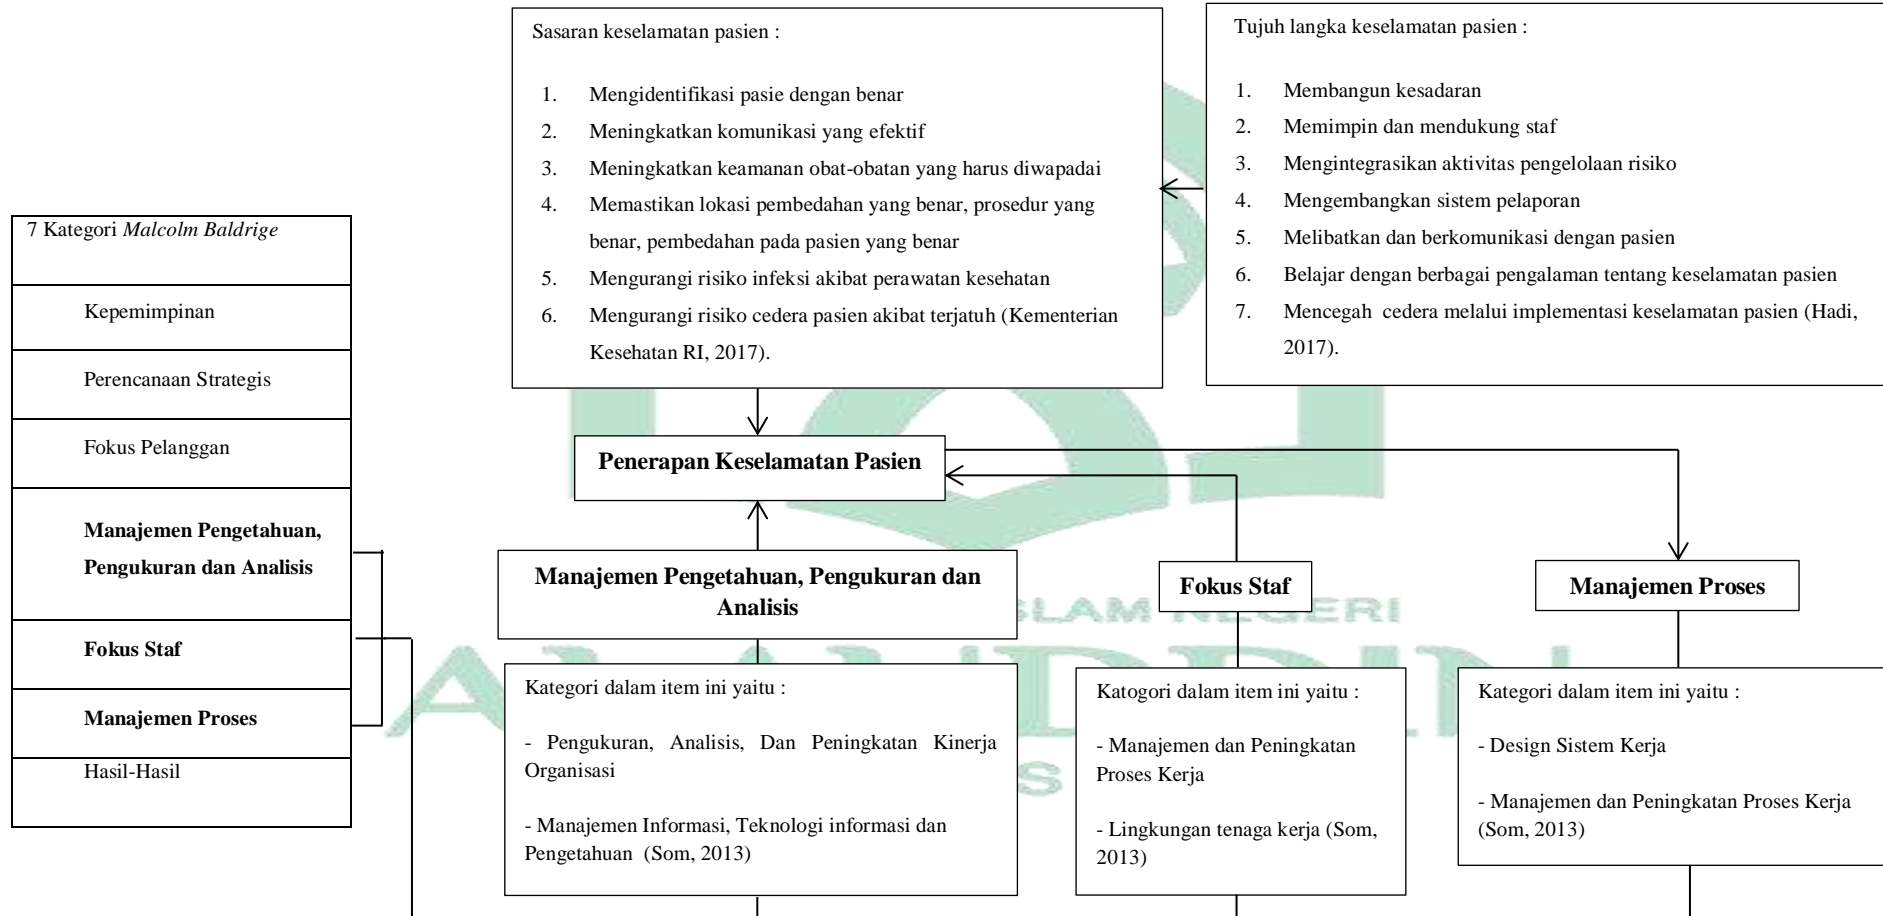 Sasaran keselamatan pasien :
1. Mengidentifikasi pasie dengan benar
2. Meningkatkan komunikasi yang efektif
3. Meningkatkan keamanan obat-obatan yang harus diwapadai
4. Memastikan lokasi pembedahan yang benar, prosedur yang
benar, pembedahan pada pasien yang benar
5. Mengurangi risiko infeksi akibat perawatan kesehatan
6. Mengurangi risiko cedera pasien akibat terjatuh (Kementerian
Kesehatan RI, 2017).
Tujuh langka keselamatan pasien :
1. Membangun kesadaran
2. Memimpin dan mendukung staf
3. Mengintegrasikan aktivitas pengelolaan risiko
4. Mengembangkan sistem pelaporan
5. Melibatkan dan berkomunikasi dengan pasien
6. Belajar dengan berbagai pengalaman tentang keselamatan pasien
7. Mencegah cedera melalui implementasi keselamatan pasien (Hadi,
2017).
7 Kategori Malcolm Baldrige
Kepemimpinan
Perencanaan Strategis
Fokus Pelanggan
Manajemen Pengetahuan,
Pengukuran dan Analisis
Fokus Staf
Manajemen Proses
Hasil-Hasil
Penerapan Keselamatan Pasien
Manajemen Pengetahuan, Pengukuran dan
Analisis
Fokus Staf
Manajemen Proses
Kategori dalam item ini yaitu :
- Pengukuran, Analisis, Dan Peningkatan Kinerja
Organisasi
- Manajemen Informasi, Teknologi informasi dan
Pengetahuan (Som, 2013)
Katogori dalam item ini yaitu :
- Manajemen dan Peningkatan
Proses Kerja
- Lingkungan tenaga kerja (Som,
2013)
Kategori dalam item ini yaitu :
- Design Sistem Kerja
- Manajemen dan Peningkatan Proses Kerja
(Som, 2013)
SLAM NEGERI